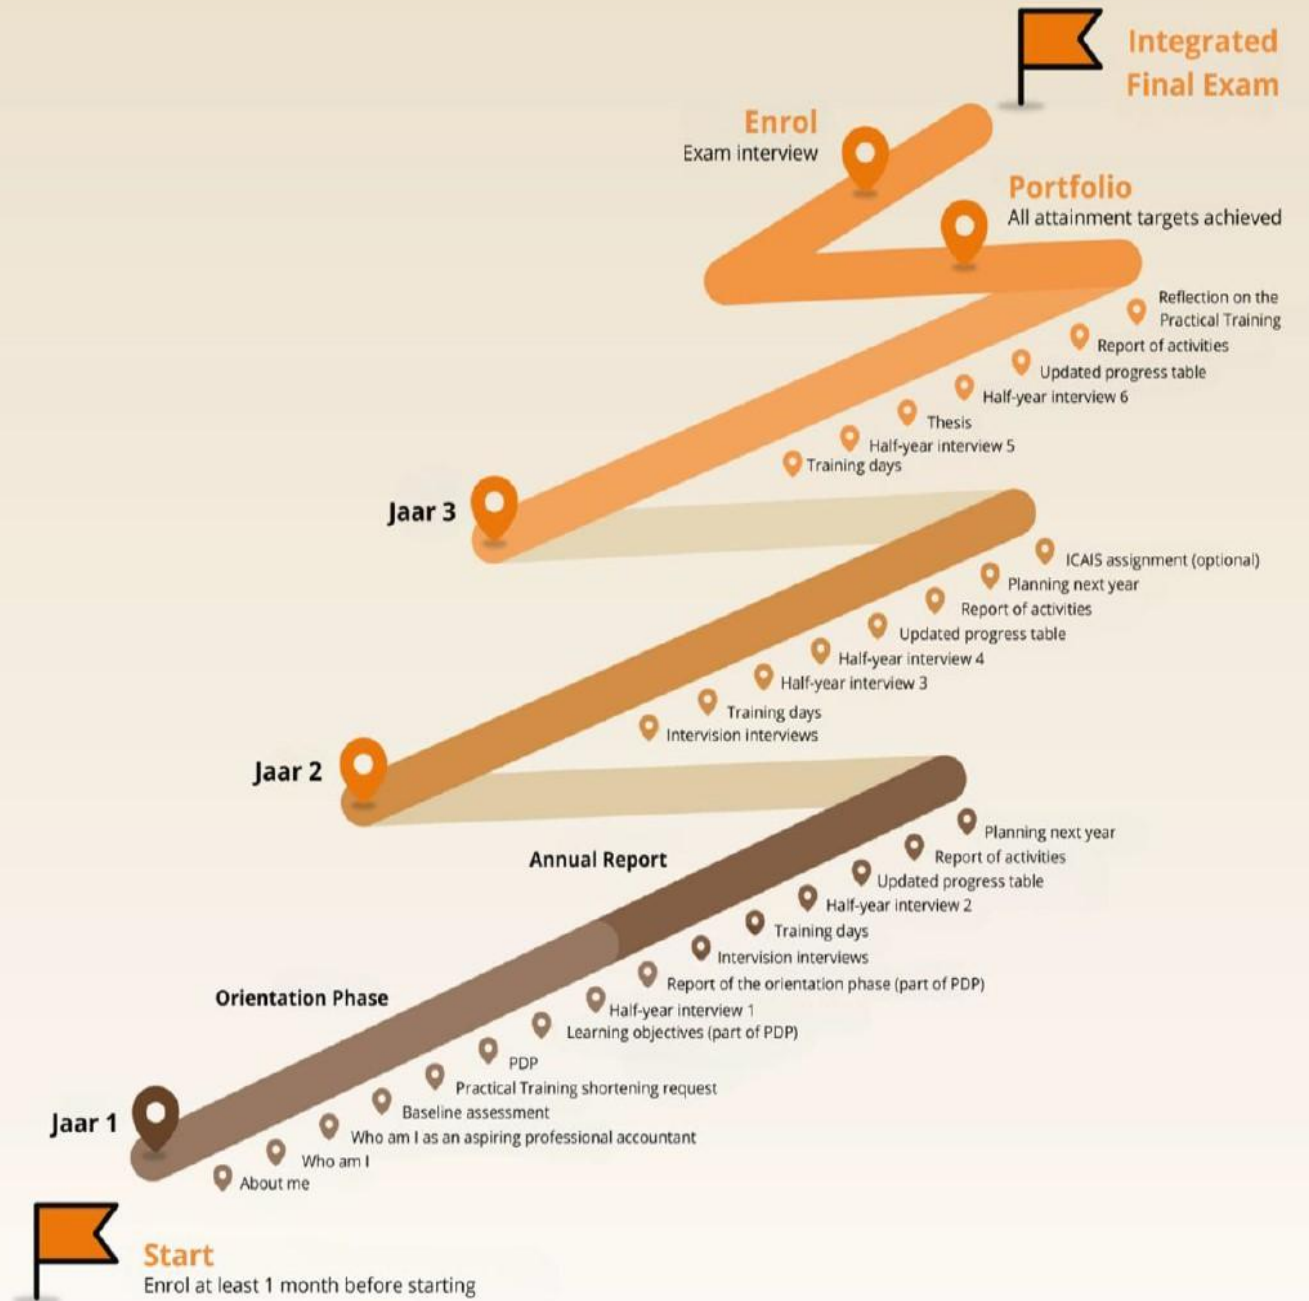 Integrated
Final Exam
Enrol
Exam interview
Portfolio
All attainment targets achieved
Reflection on the
Practical Training
Report of activities
Updated progress table
Half-year interview 6
Thesis
Half-year interview 5
Training days
Jaar 3
ICAIS assignment (optional)
Planning next year
Report of activities
Updated progress table
Half-year interview 4
Half-year interview 3
Training days
Intervision interviews
Jaar 2
Planning next year
Annual Report
Report of activities
Updated progress table
Half-year interview 2
Training days
Intervision interviews
Report of the orientation phase (part of PDP)
Orientation Phase
Half-year interview 1
Learning objectives (part of PDP)
PDP
Practical Training shortening request
Baseline assessment
Jaar 1
Who am I as an aspiring professional accountant
Who am I
About me
Start
Enrol at least 1 month before starting